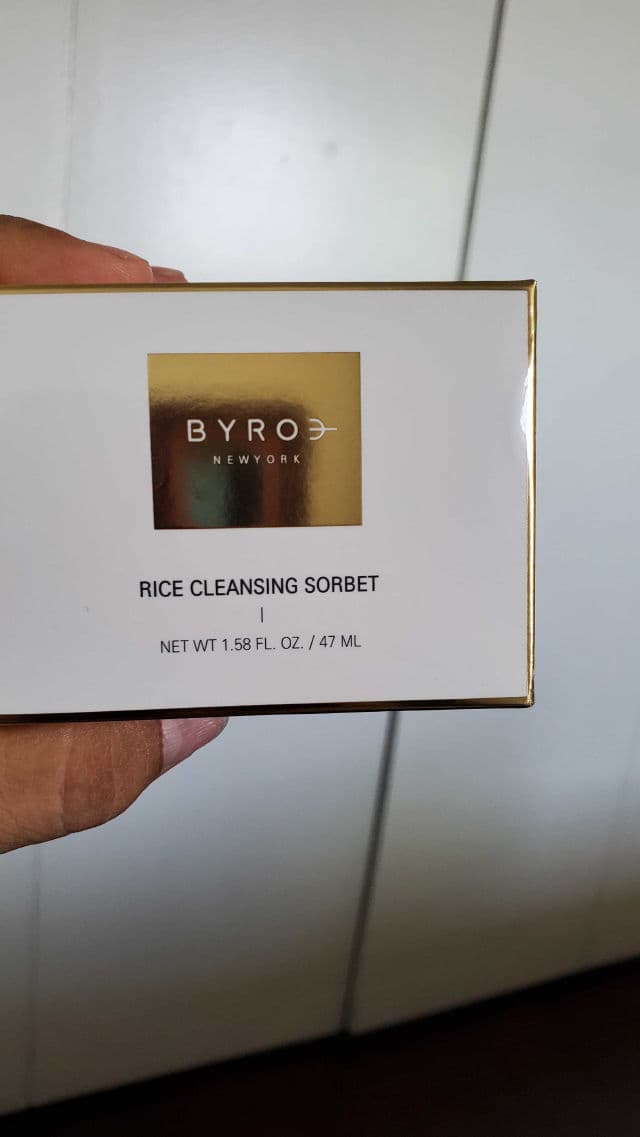 BYROE
NEWYORK
RICE CLEANSING SORBET
|
NET WT 1.58 FL. OZ. / 47 ML